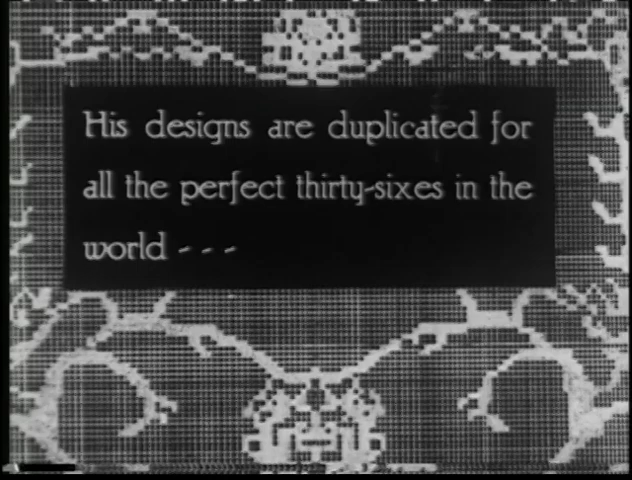 His designs are duplicated for
all the perfect thirty-sixes in the
world - - -